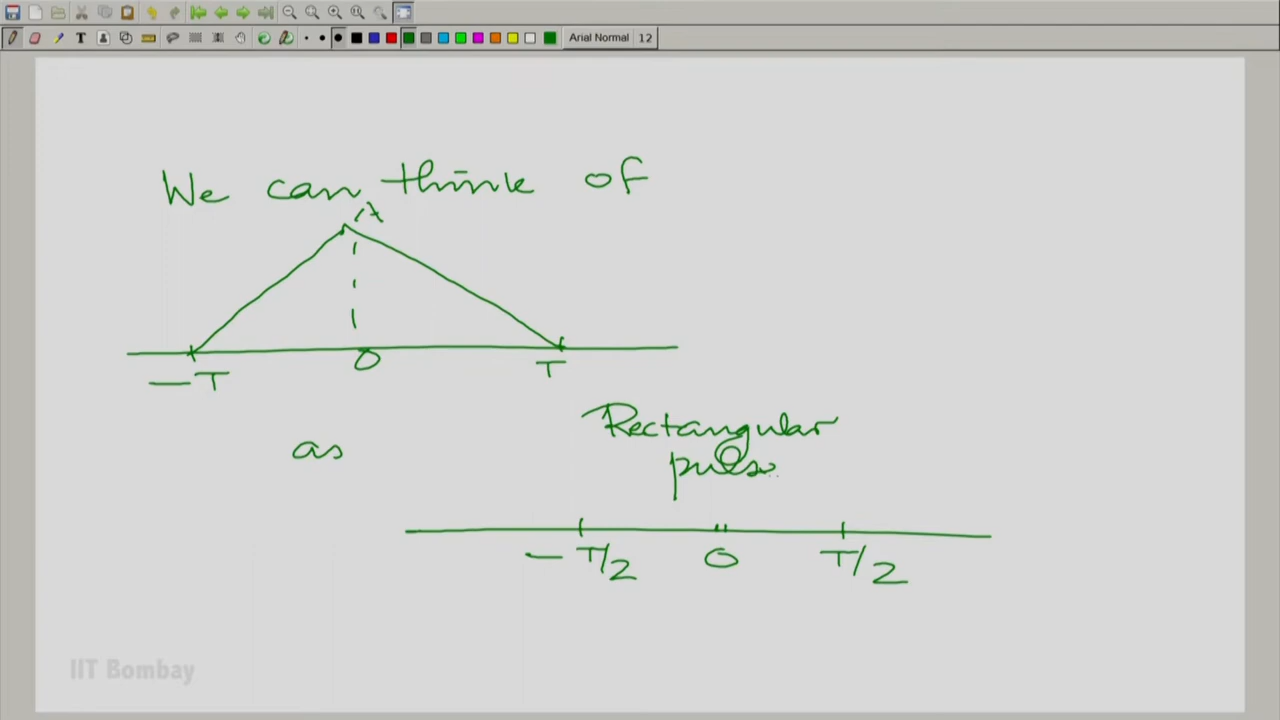 Arial Normal 12
We can think of
-T 0 T
as
Rectangular
pulse
-T/2 0 T/2
IIT Bombay